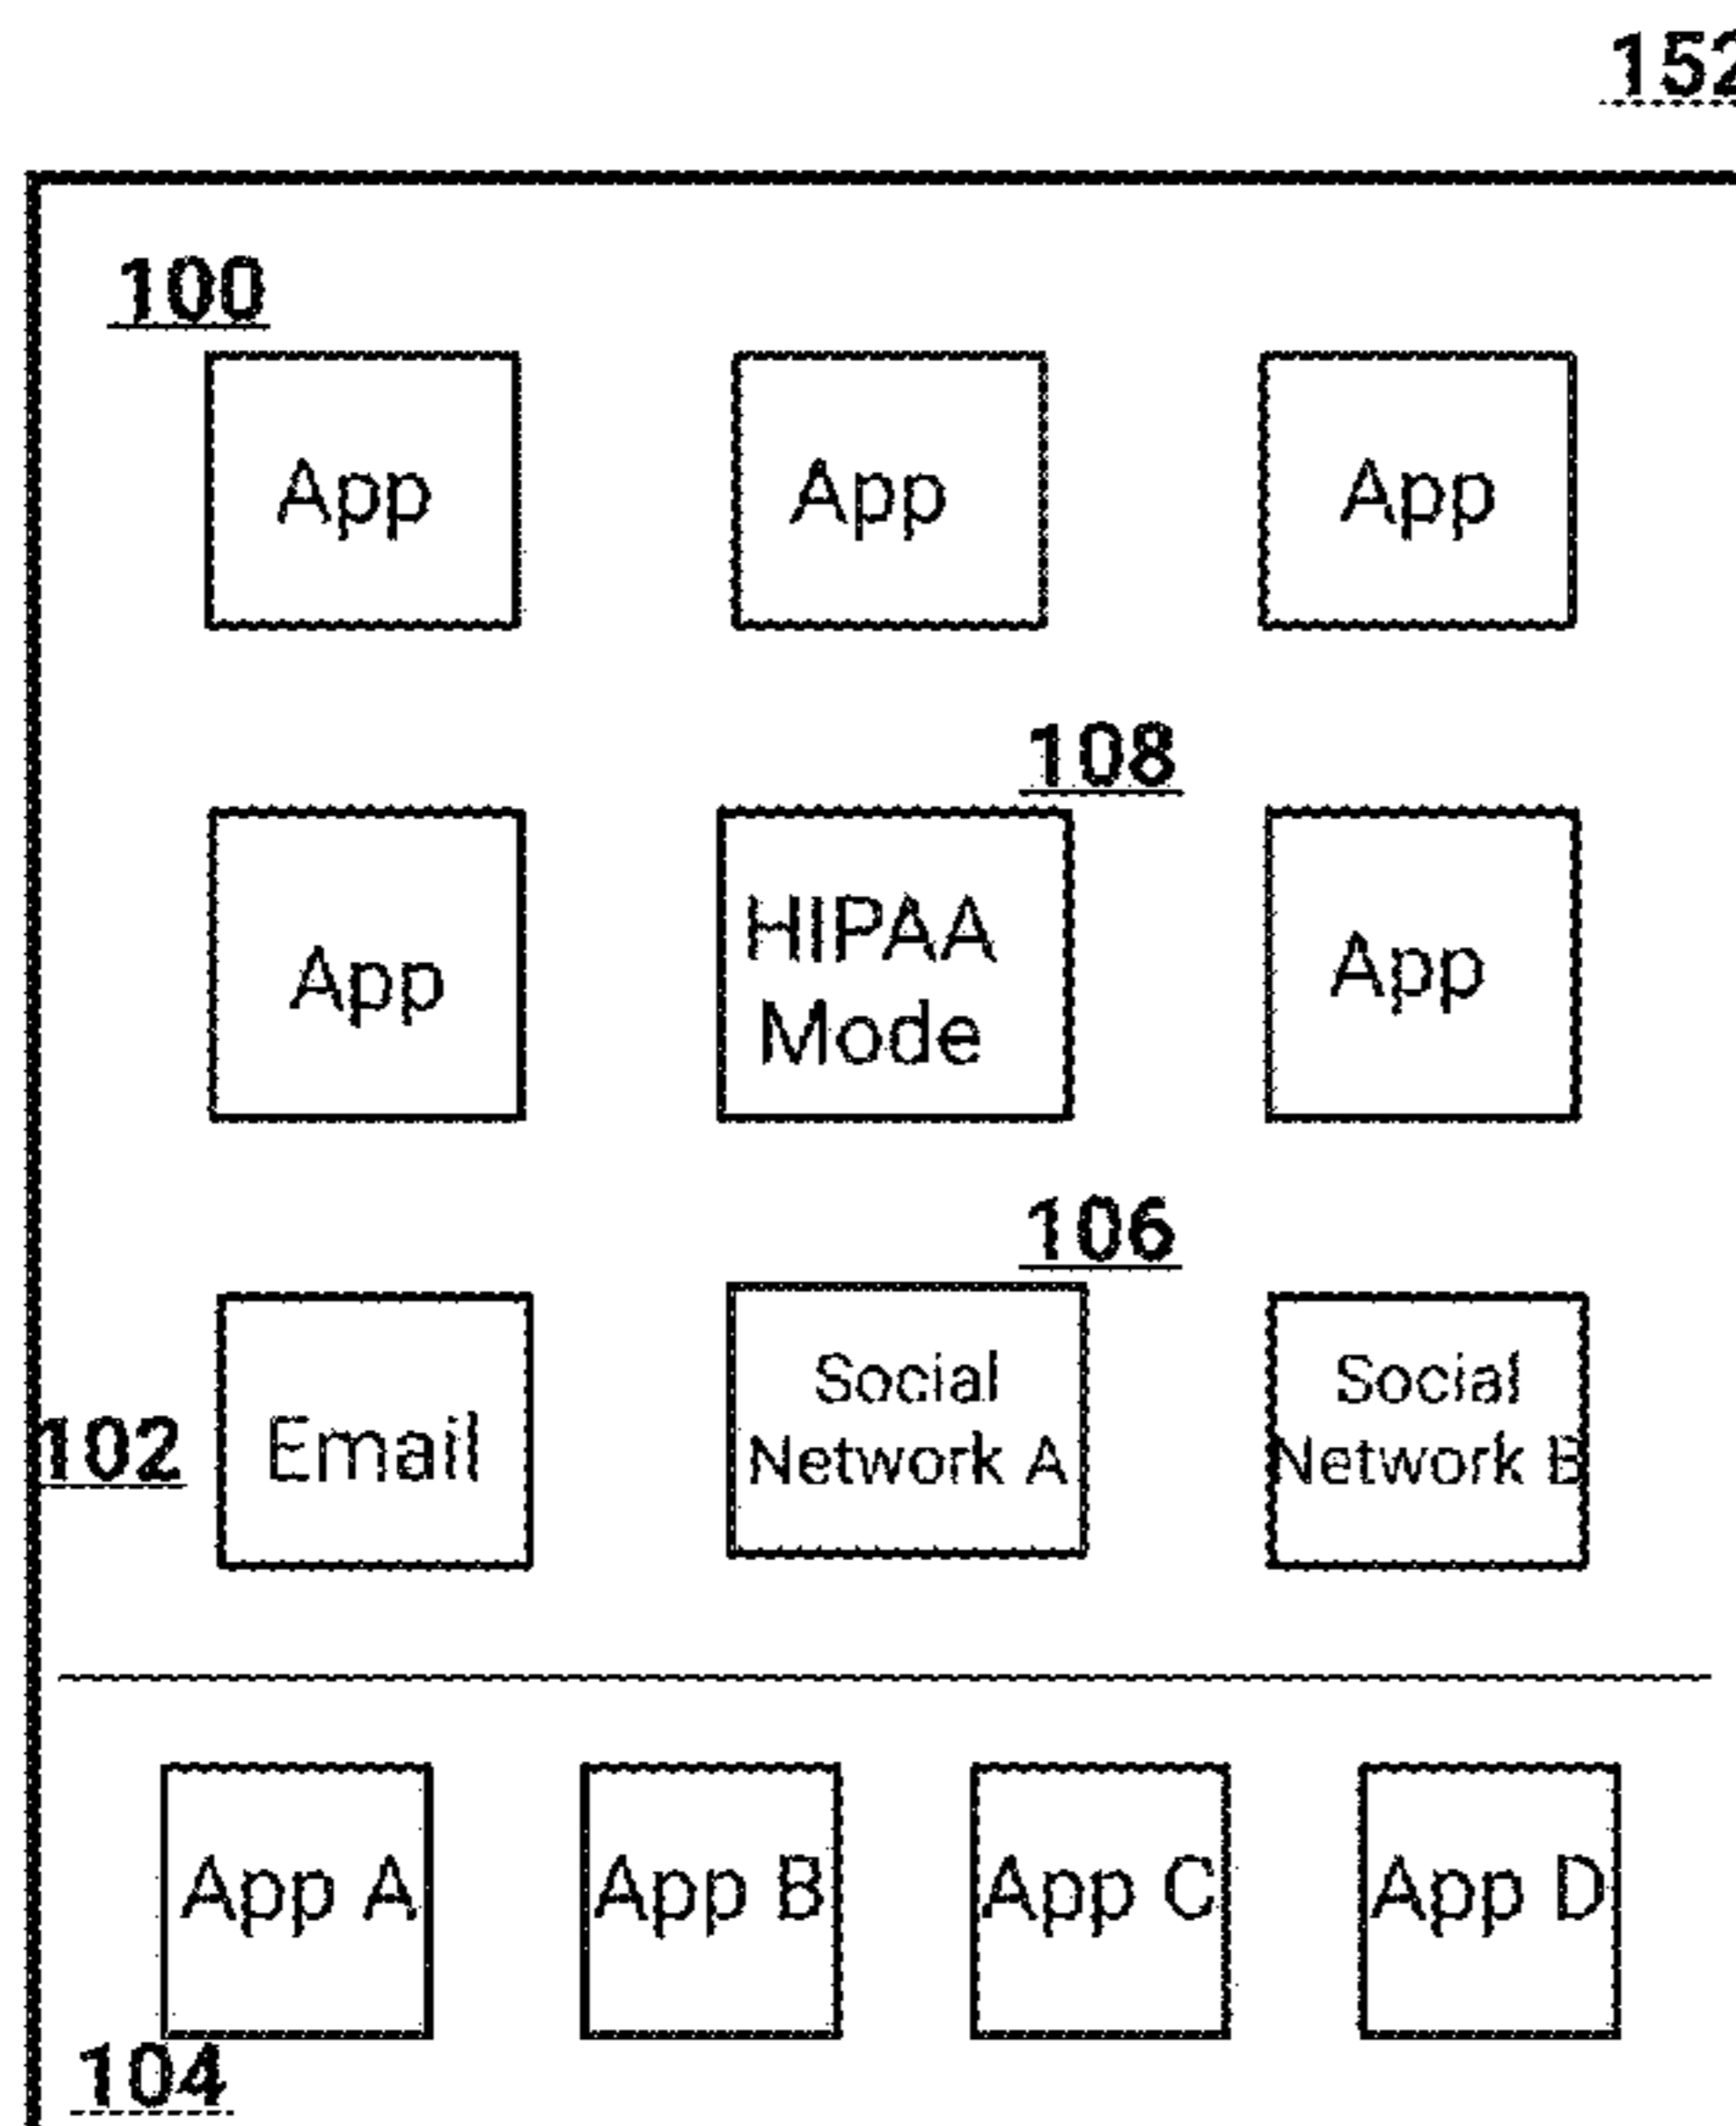 152
100
App
App
App
108
App
HIPAA
Mode
App
106
102
Email
Social
Network A
Social
Network B
App A
App B
App C
App D
104